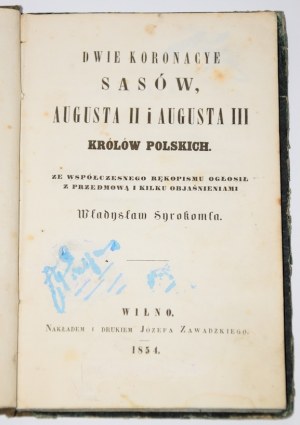 DWIE KORONACYE
SASÓW,
AUGUSTA II i AUGUSTA III
KRÓLÓW POLSKICH.
ZE WSPÓŁCZESNEGO RĘKOPISMU OGŁOSIŁ
Z PRZEDMOWĄ I KILKU OBJAŚNIENIAMI
Władysław Syrokomla.
WILNO,
NAKŁADEM I DRUKIEM JÓZEFA ZAWADZKIEGO.
1854.